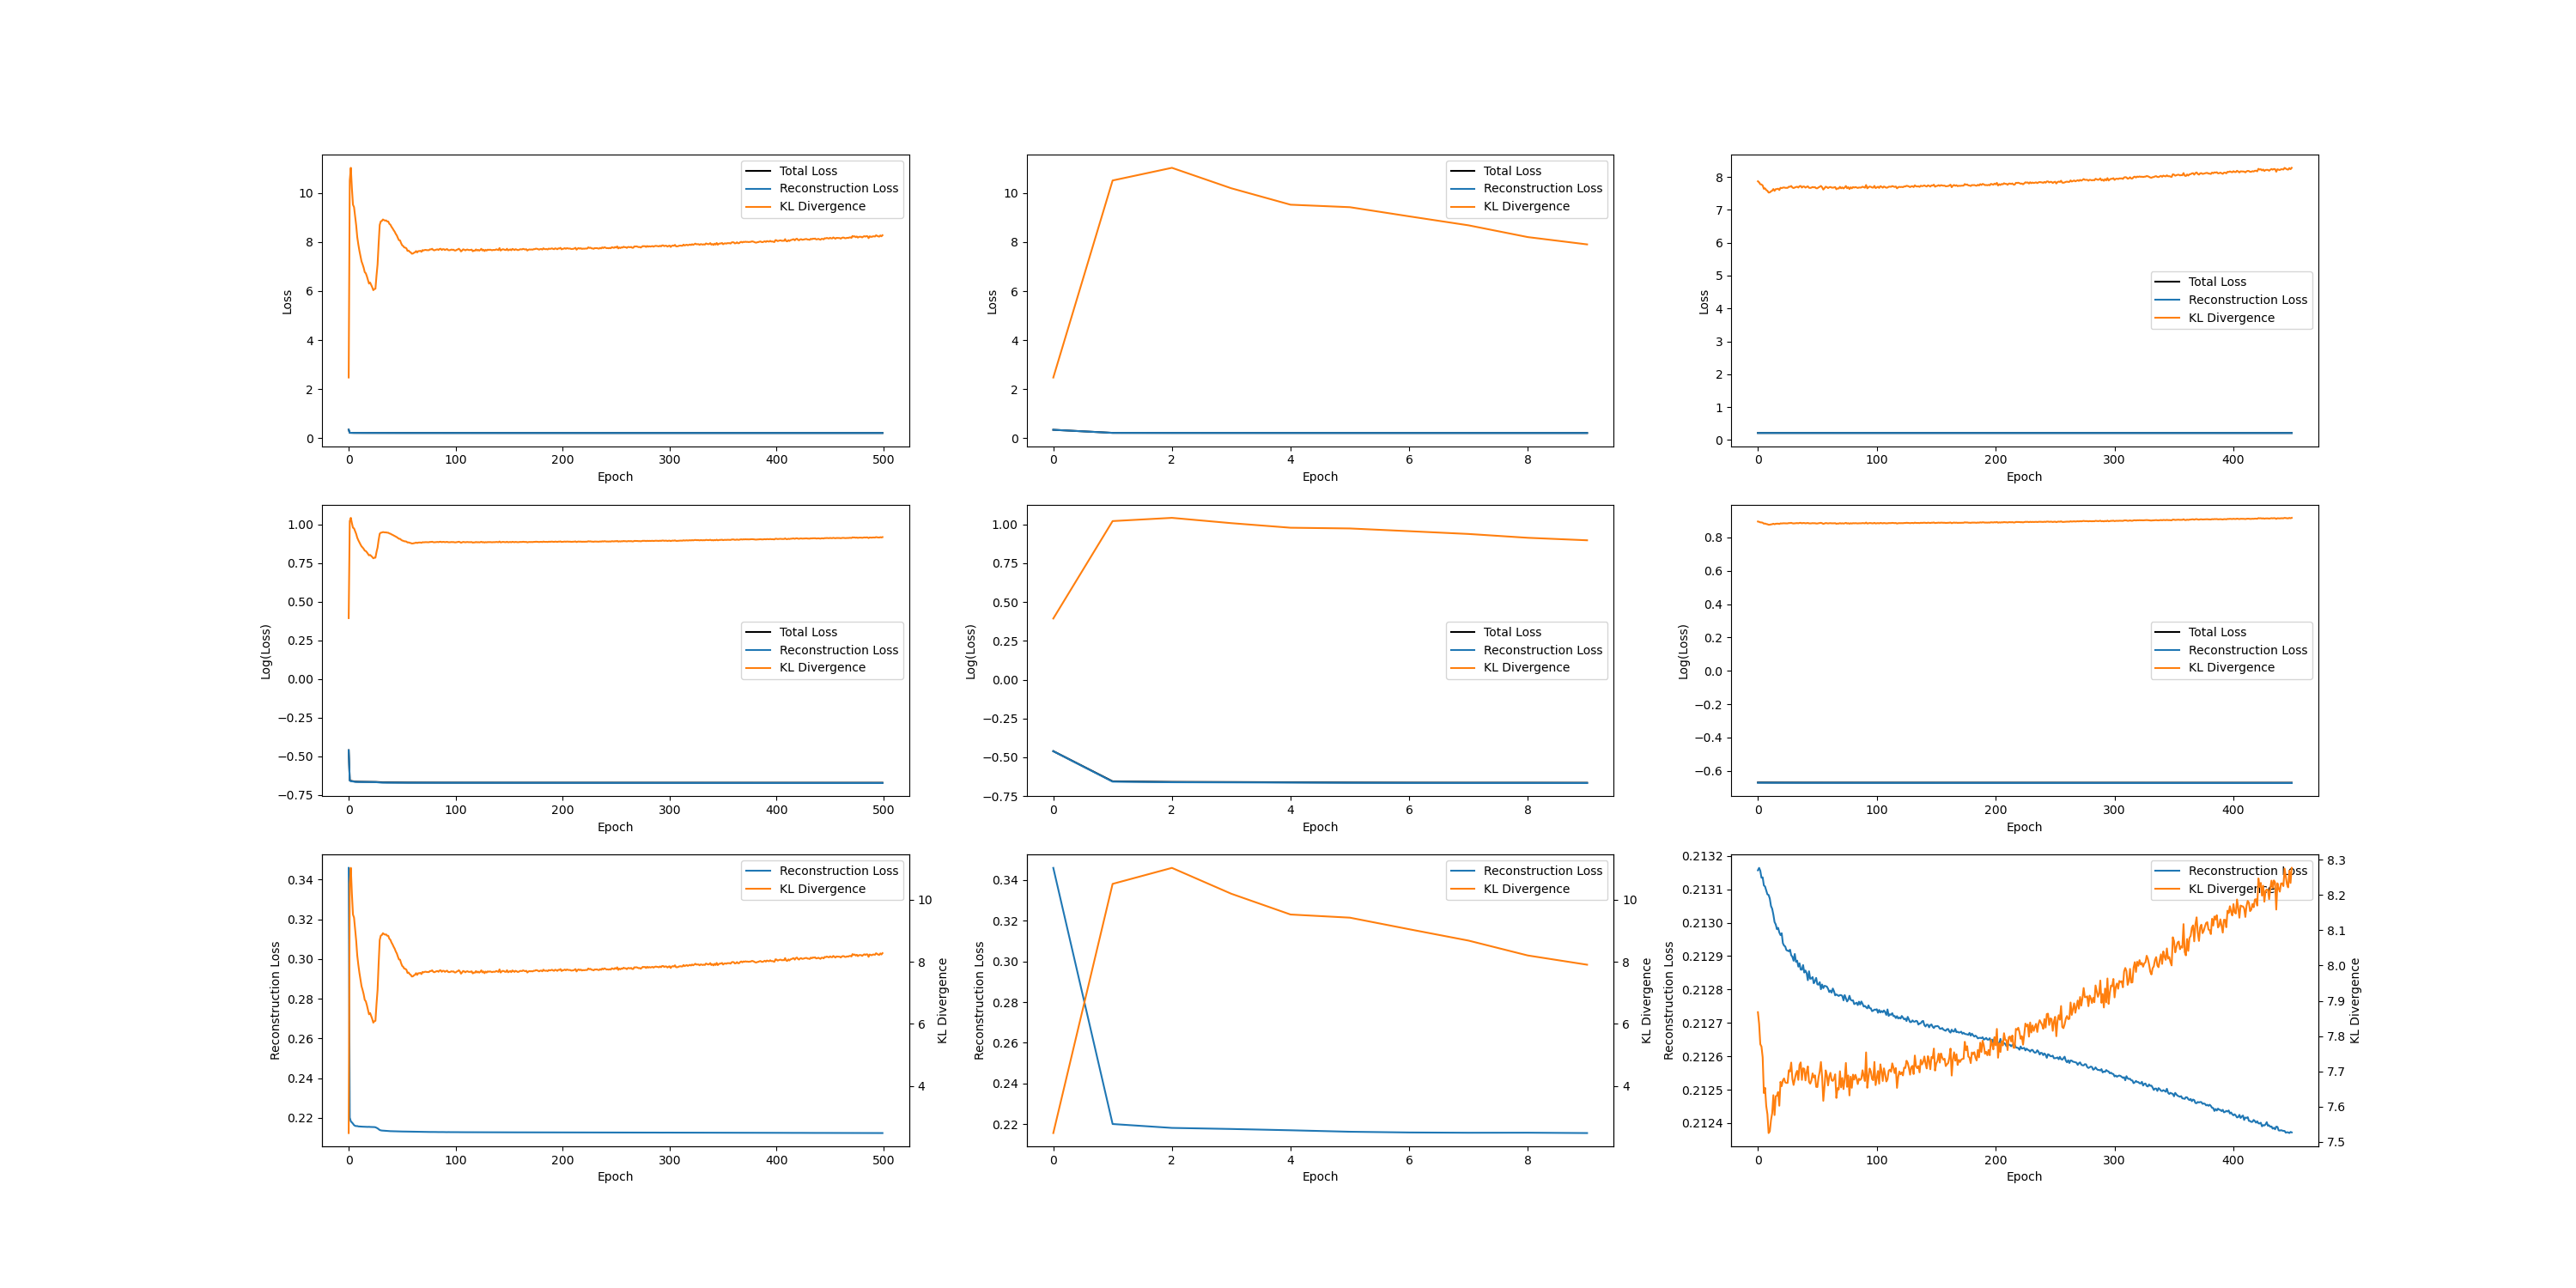 Total Loss
Reconstruction Loss
KL Divergence
Loss
10
8
6
4
2
0
0 100 200 300 400 500
Epoch
Total Loss
Reconstruction Loss
KL Divergence
Loss
10
8
6
4
2
0
0 2 4 6 8
Epoch
Total Loss
Reconstruction Loss
KL Divergence
Loss
8
7
6
5
4
3
2
1
0
0 100 200 300 400
Epoch
Total Loss
Reconstruction Loss
KL Divergence
Log(Loss)
1.00
0.75
0.50
0.25
0.00
−0.25
−0.50
−0.75
0 100 200 300 400 500
Epoch
Total Loss
Reconstruction Loss
KL Divergence
Log(Loss)
1.00
0.75
0.50
0.25
0.00
−0.25
−0.50
−0.75
0 2 4 6 8
Epoch
Total Loss
Reconstruction Loss
KL Divergence
Log(Loss)
0.8
0.6
0.4
0.2
0.0
−0.2
−0.4
−0.6
0 100 200 300 400
Epoch
Reconstruction Loss
KL Divergence
Reconstruction Loss
0.34
0.32
0.30
0.28
0.26
0.24
0.22
0 100 200 300 400 500
Epoch
10
8
6
4
KL Divergence
Reconstruction Loss
KL Divergence
Reconstruction Loss
0.34
0.32
0.30
0.28
0.26
0.24
0.22
0 2 4 6 8
Epoch
10
8
6
4
KL Divergence
Reconstruction Loss
KL Divergence
Reconstruction Loss
0.2132
0.2131
0.2130
0.2129
0.2128
0.2127
0.2126
0.2125
0.2124
0 100 200 300 400
Epoch
8.3
8.2
8.1
8.0
7.9
7.8
7.7
7.6
7.5
KL Divergence